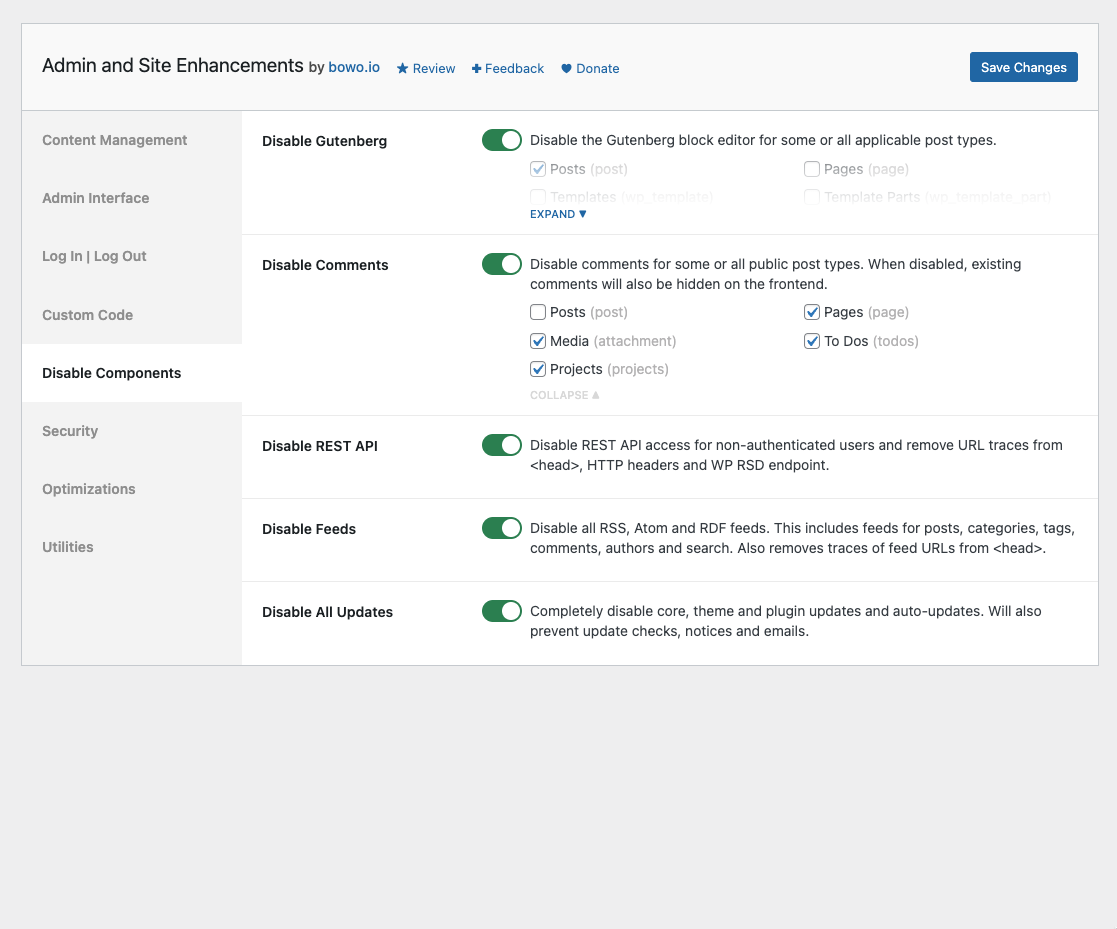 Admin and Site Enhancements by bowo.io Review Feedback Donate
Save Changes
Content Management
Admin Interface
Log In | Log Out
Custom Code
Disable Components
Security
Optimizations
Utilities
Disable Gutenberg
Disable the Gutenberg block editor for some or all applicable post types.
Posts (post) Pages (page)
Templates (wp_template) Template Parts (wp_template_part)
EXPAND ▼
Disable Comments
Disable comments for some or all public post types. When disabled, existing
comments will also be hidden on the frontend.
Posts (post) Pages (page)
Media (attachment) To Dos (todos)
Projects (projects)
COLLAPSE ▲
Disable REST API
Disable REST API access for non-authenticated users and remove URL traces from
<head>, HTTP headers and WP RSD endpoint.
Disable Feeds
Disable all RSS, Atom and RDF feeds. This includes feeds for posts, categories, tags,
comments, authors and search. Also removes traces of feed URLs from <head>.
Disable All Updates
Completely disable core, theme and plugin updates and auto-updates. Will also
prevent update checks, notices and emails.